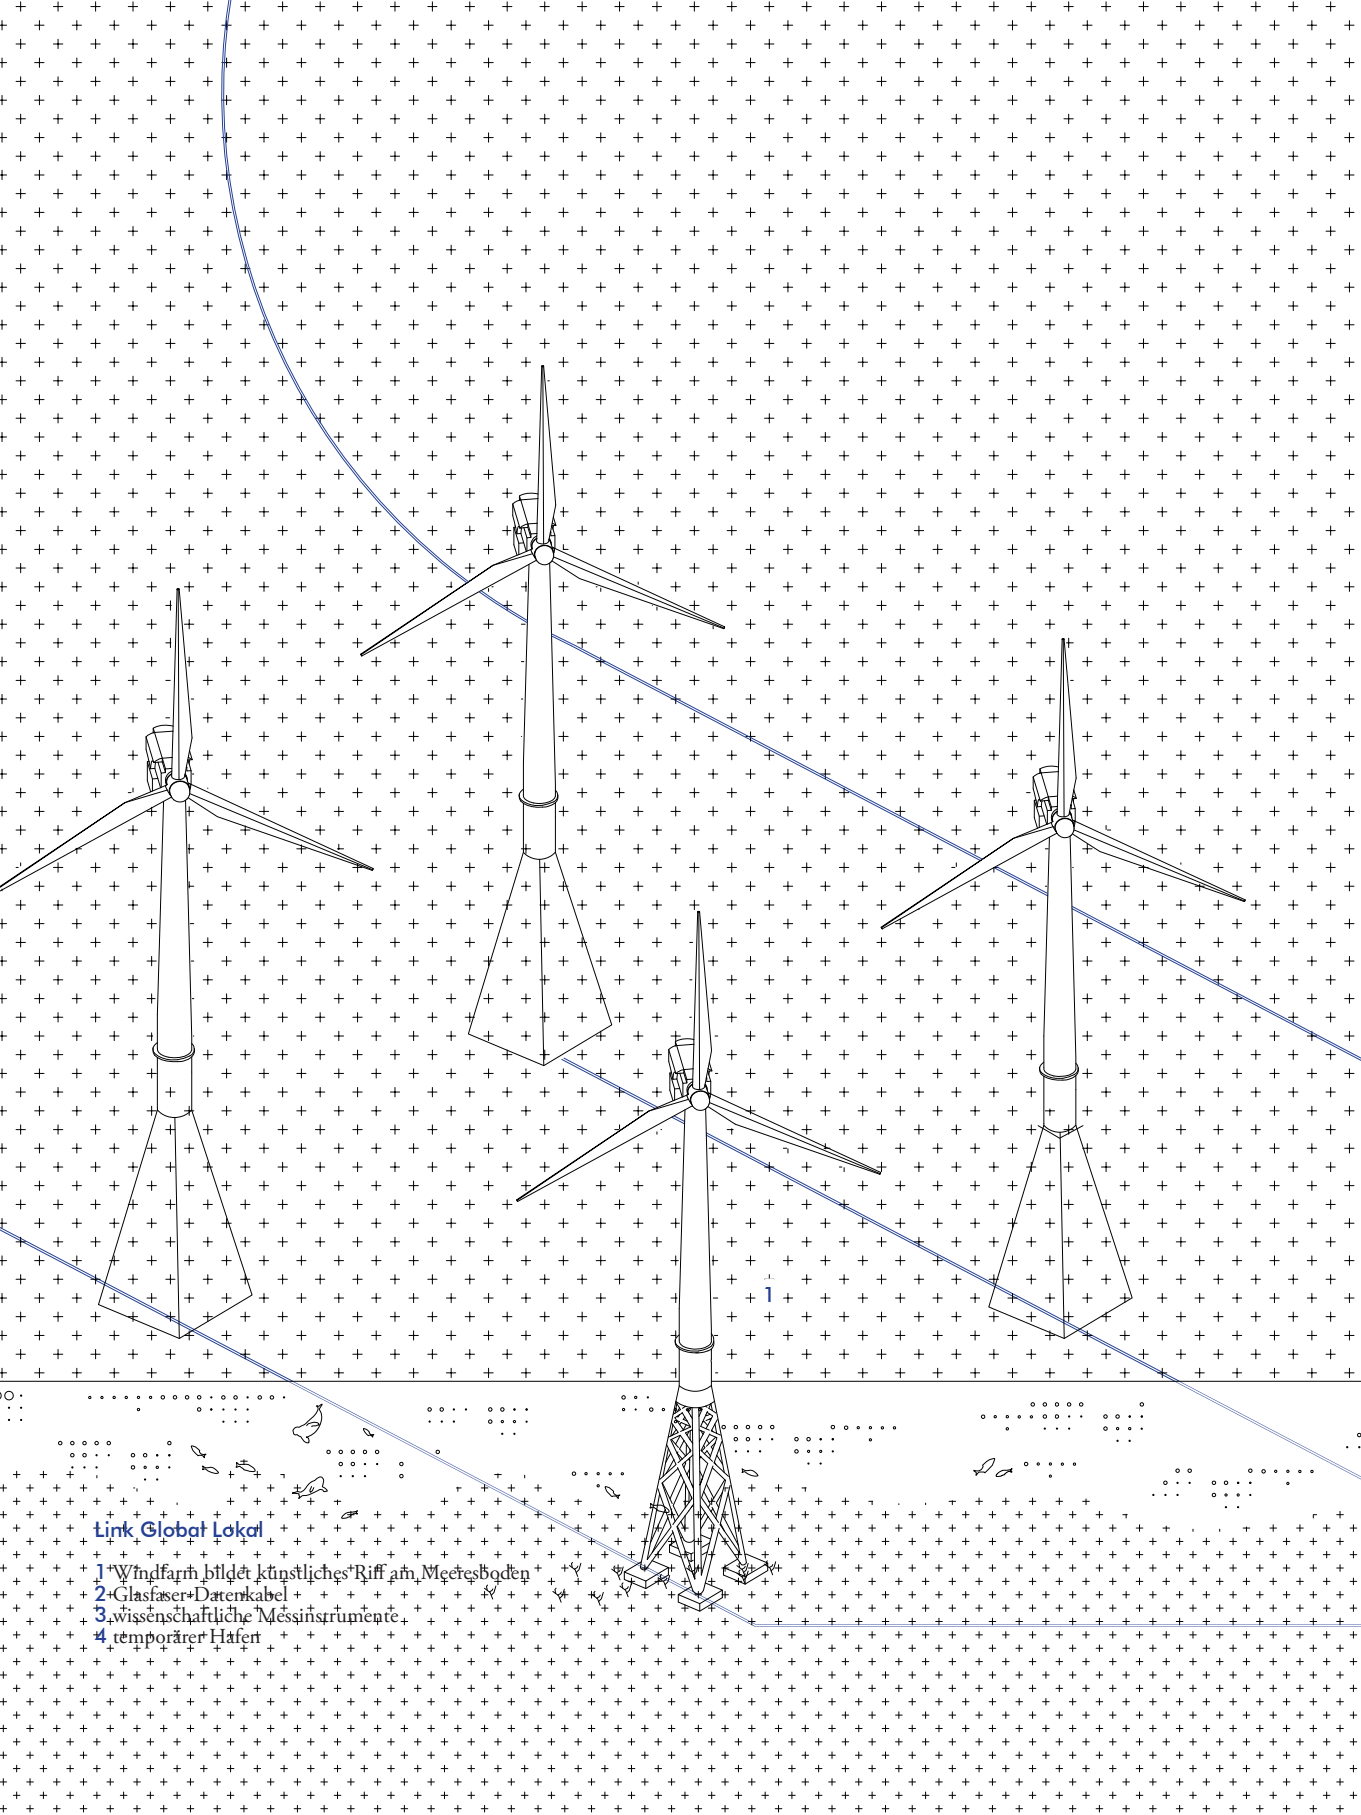 1
Link Global Lokal
1 Windfarm bildet künstliches Riff am Meeresboden
2 Glasfaser-Datenkabel
3 wissenschaftliche Messinstrumente
4 temporärer Hafen